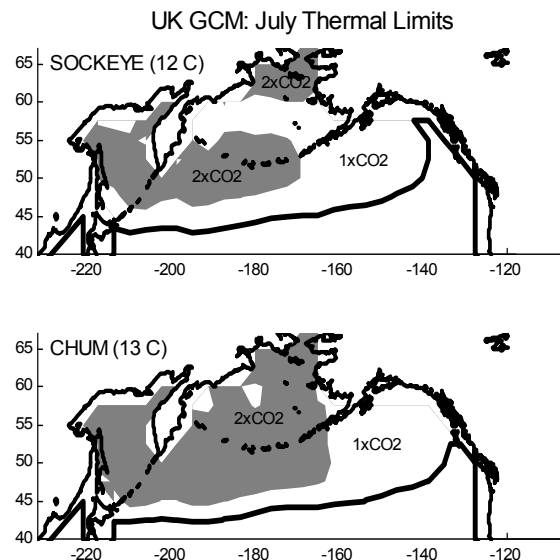 UK GCM: July Thermal Limits
65
SOCKEYE (12 C)
2xCO2
60
55
1xCO2
2xCO2
50
45
40
-220 -200 -180 -160 -140 -120
65
CHUM (13 C)
60
55
2xCO2
1xCO2
50
45
40
-220 -200 -180 -160 -140 -120